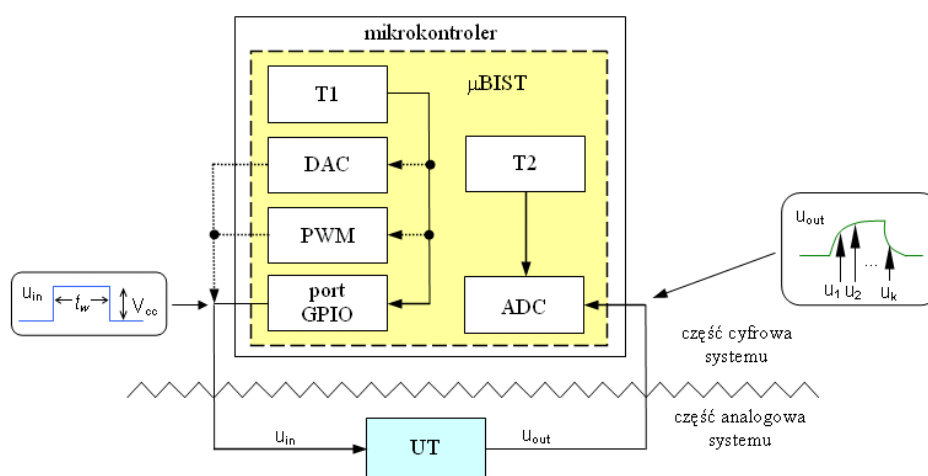 mikrokontroler
µBIST
T1
DAC
T2
PWM
port
GPIO
ADC
u_in
t_w
V_cc
u_out
u_1 u_2 ... u_k
część cyfrowa
systemu
część analogowa
systemu
u_in
UT
u_out